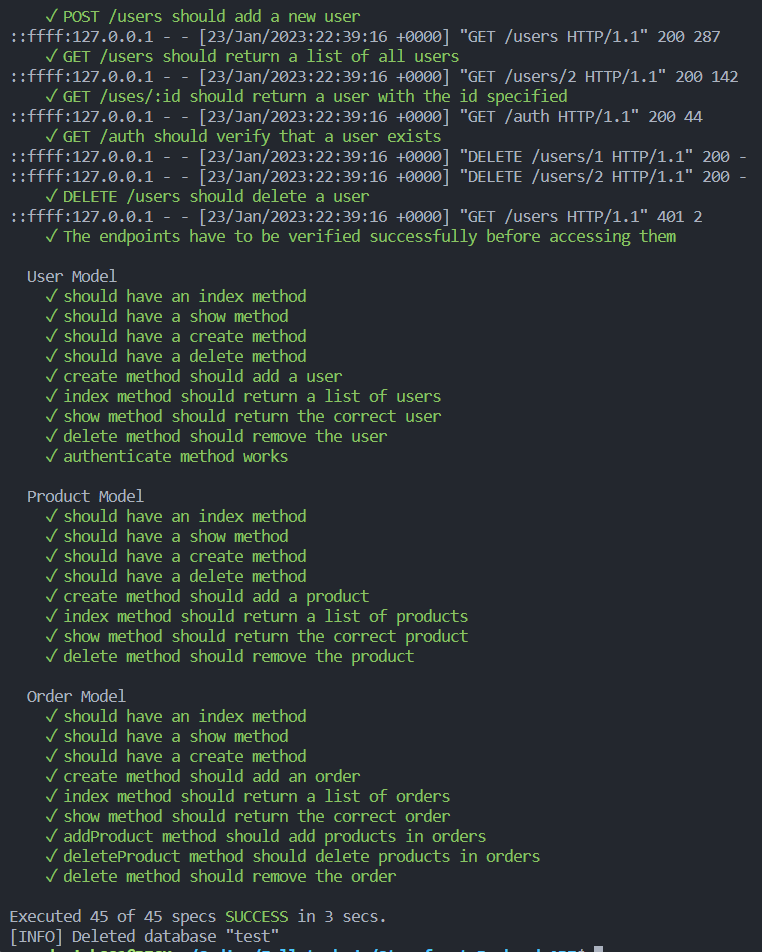 ✓ POST /users should add a new user
::ffff:127.0.0.1 - - [23/Jan/2023:22:39:16 +0000] "GET /users HTTP/1.1" 200 287
✓ GET /users should return a list of all users
::ffff:127.0.0.1 - - [23/Jan/2023:22:39:16 +0000] "GET /users/2 HTTP/1.1" 200 142
✓ GET /uses/:id should return a user with the id specified
::ffff:127.0.0.1 - - [23/Jan/2023:22:39:16 +0000] "GET /auth HTTP/1.1" 200 44
✓ GET /auth should verify that a user exists
::ffff:127.0.0.1 - - [23/Jan/2023:22:39:16 +0000] "DELETE /users/1 HTTP/1.1" 200 -
::ffff:127.0.0.1 - - [23/Jan/2023:22:39:16 +0000] "DELETE /users/2 HTTP/1.1" 200 -
✓ DELETE /users should delete a user
::ffff:127.0.0.1 - - [23/Jan/2023:22:39:16 +0000] "GET /users HTTP/1.1" 401 2
✓ The endpoints have to be verified successfully before accessing them
User Model
✓ should have an index method
✓ should have a show method
✓ should have a create method
✓ should have a delete method
✓ create method should add a user
✓ index method should return a list of users
✓ show method should return the correct user
✓ delete method should remove the user
✓ authenticate method works
Product Model
✓ should have an index method
✓ should have a show method
✓ should have a create method
✓ should have a delete method
✓ create method should add a product
✓ index method should return a list of products
✓ show method should return the correct product
✓ delete method should remove the product
Order Model
✓ should have an index method
✓ should have a show method
✓ should have a create method
✓ create method should add an order
✓ index method should return a list of orders
✓ show method should return the correct order
✓ addProduct method should add products in orders
✓ deleteProduct method should delete products in orders
✓ delete method should remove the order
Executed 45 of 45 specs SUCCESS in 3 secs.
[INFO] Deleted database "test"